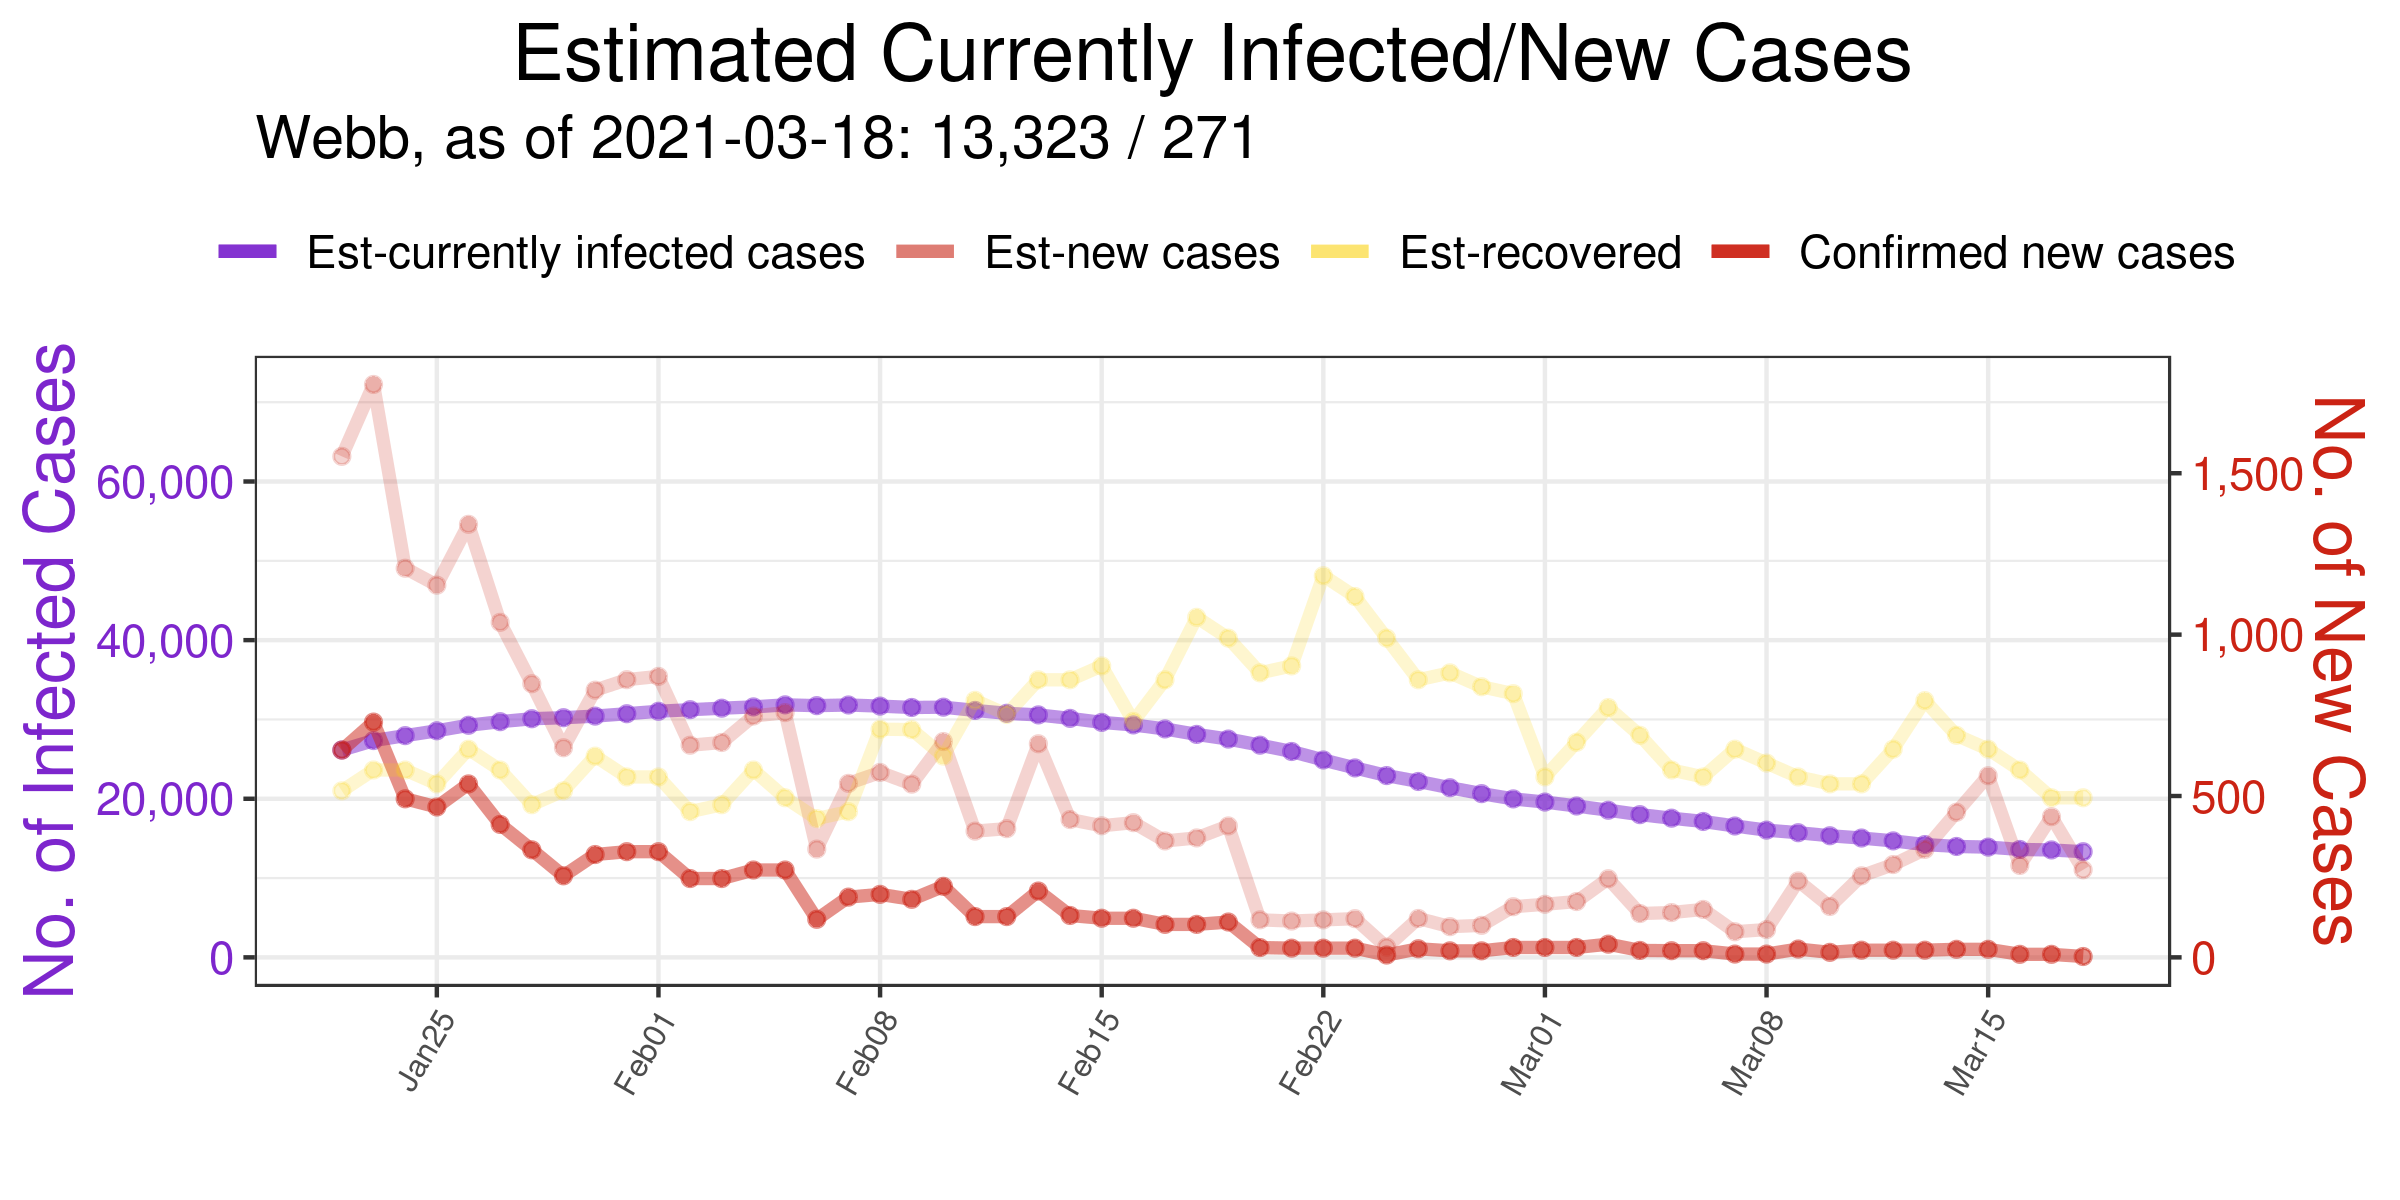 Estimated Currently Infected/New Cases
Webb, as of 2021-03-18: 13,323 / 271
Est-currently infected cases Est-new cases Est-recovered Confirmed new cases
No. of Infected Cases
60,000
40,000
20,000
0
1,500
1,000
500
0
No. of New Cases
Jan25 Feb01 Feb08 Feb15 Feb22 Mar01 Mar08 Mar15